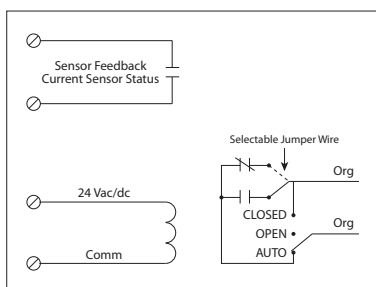 Sensor Feedback
Current Sensor Status
Selectable Jumper Wire
Org
24 Vac/dc
CLOSED
Org
OPEN
AUTO
Comm